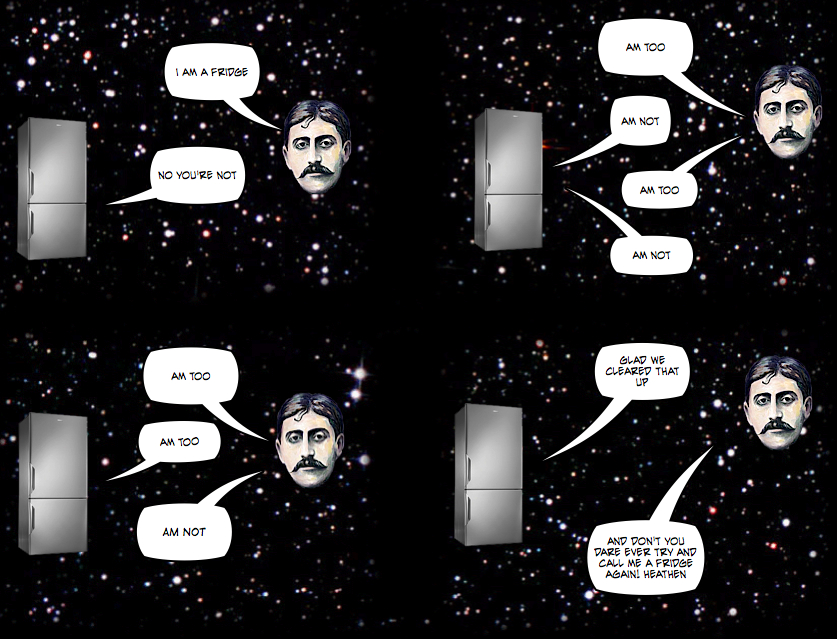 I AM A FRIDGE
NO YOU'RE NOT
AM TOO
AM NOT
AM TOO
AM NOT
AM TOO
AM TOO
AM NOT
GLAD WE
CLEARED THAT
UP
AND DON'T YOU
DARE EVER TRY AND
CALL ME A FRIDGE
AGAIN! HEATHEN